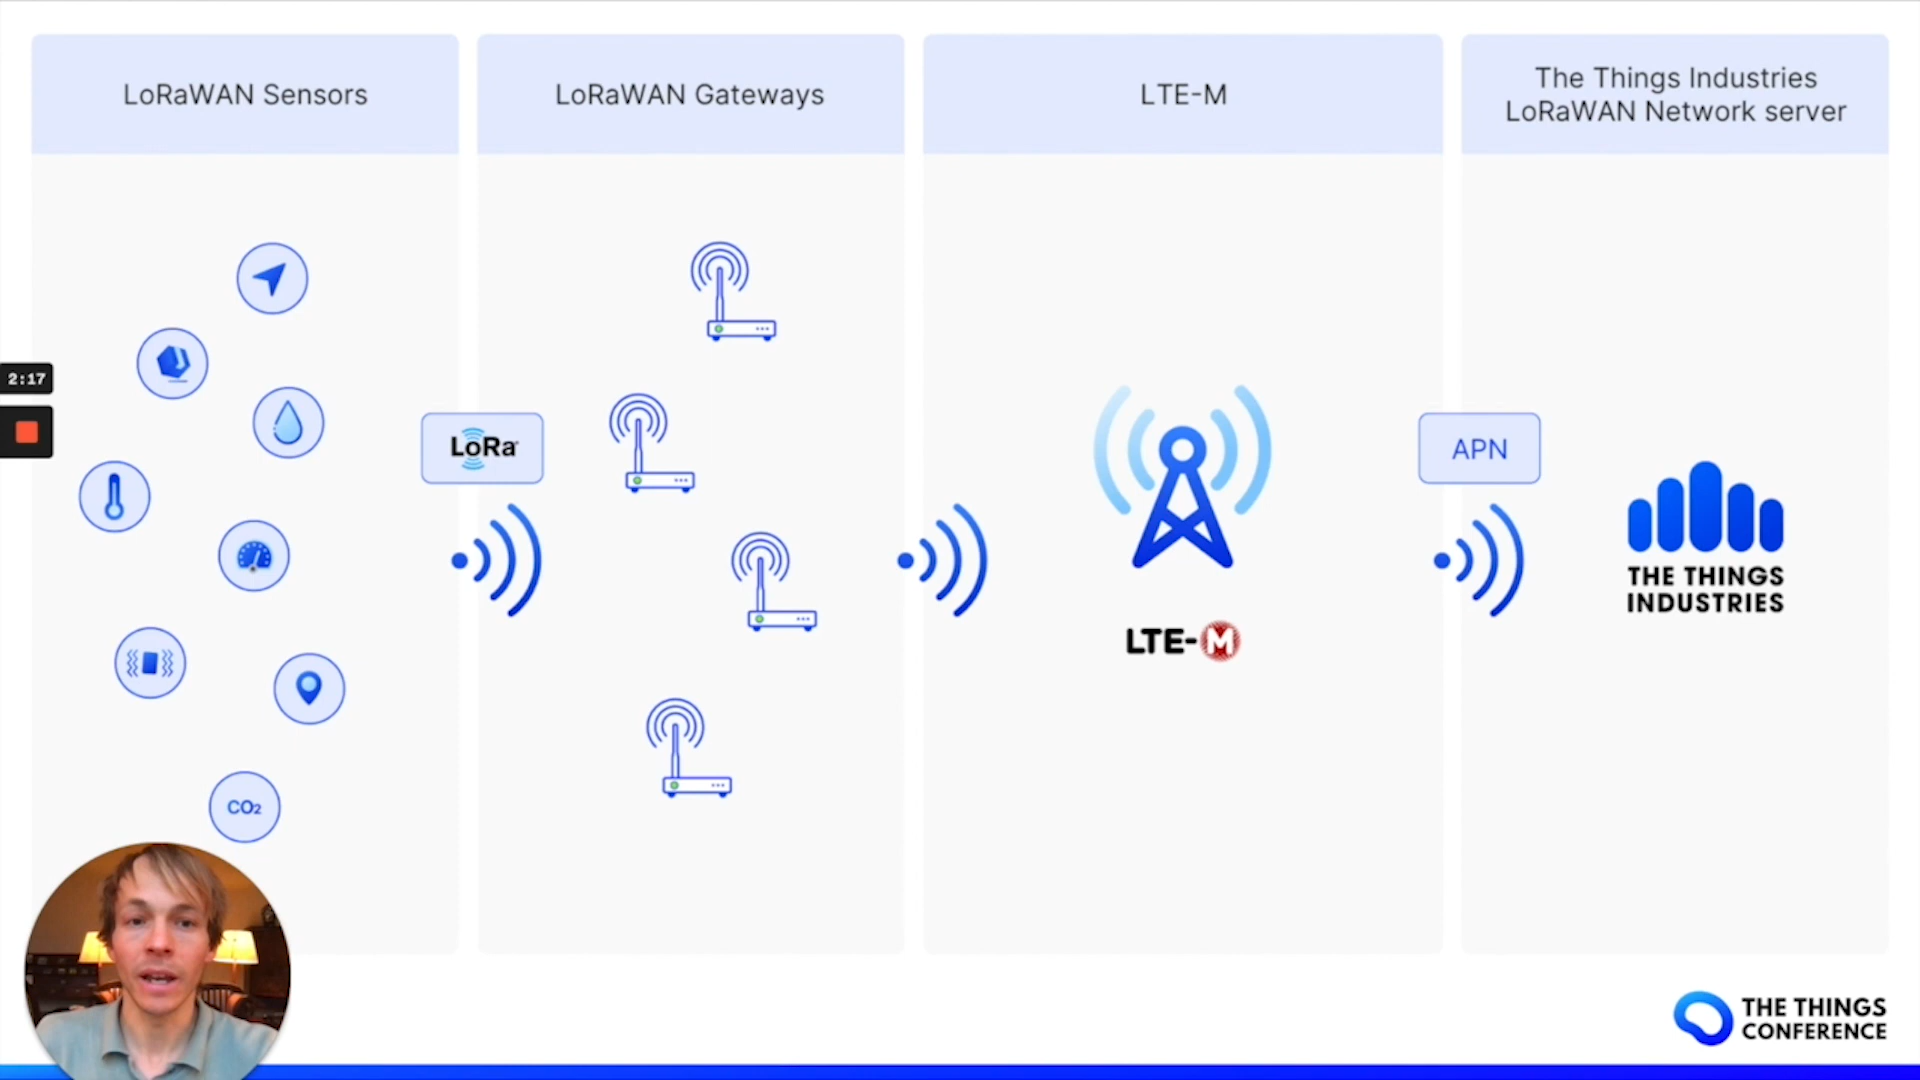 LoRaWAN Sensors
LoRaWAN Gateways
LTE-M
The Things Industries
LoRaWAN Network server
2:17
LoRa
APN
THE THINGS
INDUSTRIES
LTE-M
CO₂
THE THINGS
CONFERENCE